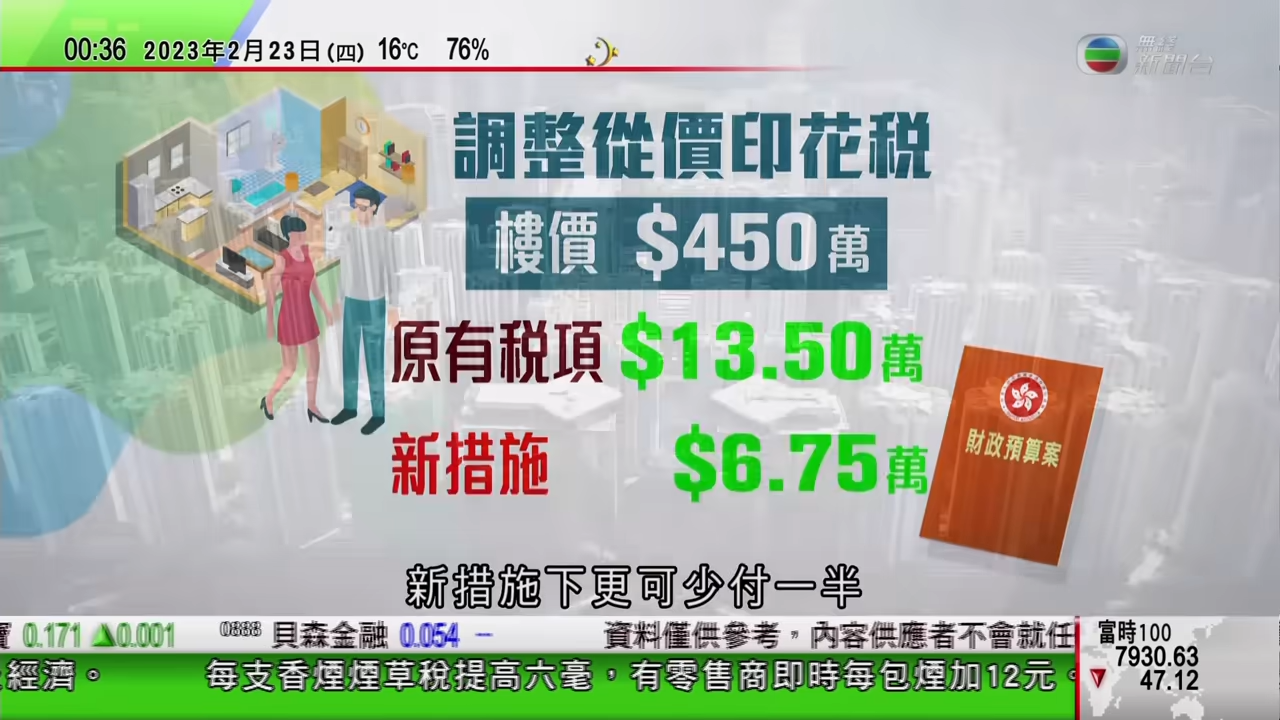 00:36 2023年2月23日(四) 16℃ 76%
無綫新聞台
調整從價印花稅
樓價 $450萬
原有稅項 $13.50萬
新措施 $6.75萬
財政預算案
新措施下更可少付一半
0.171 ▲0.001 0888 貝森金融 0.054 – 資料僅供參考，內容供應者不會就任
經濟。 每支香煙煙草稅提高六毫，有零售商即時每包煙加12元。
富時100
7930.63
▼ 47.12